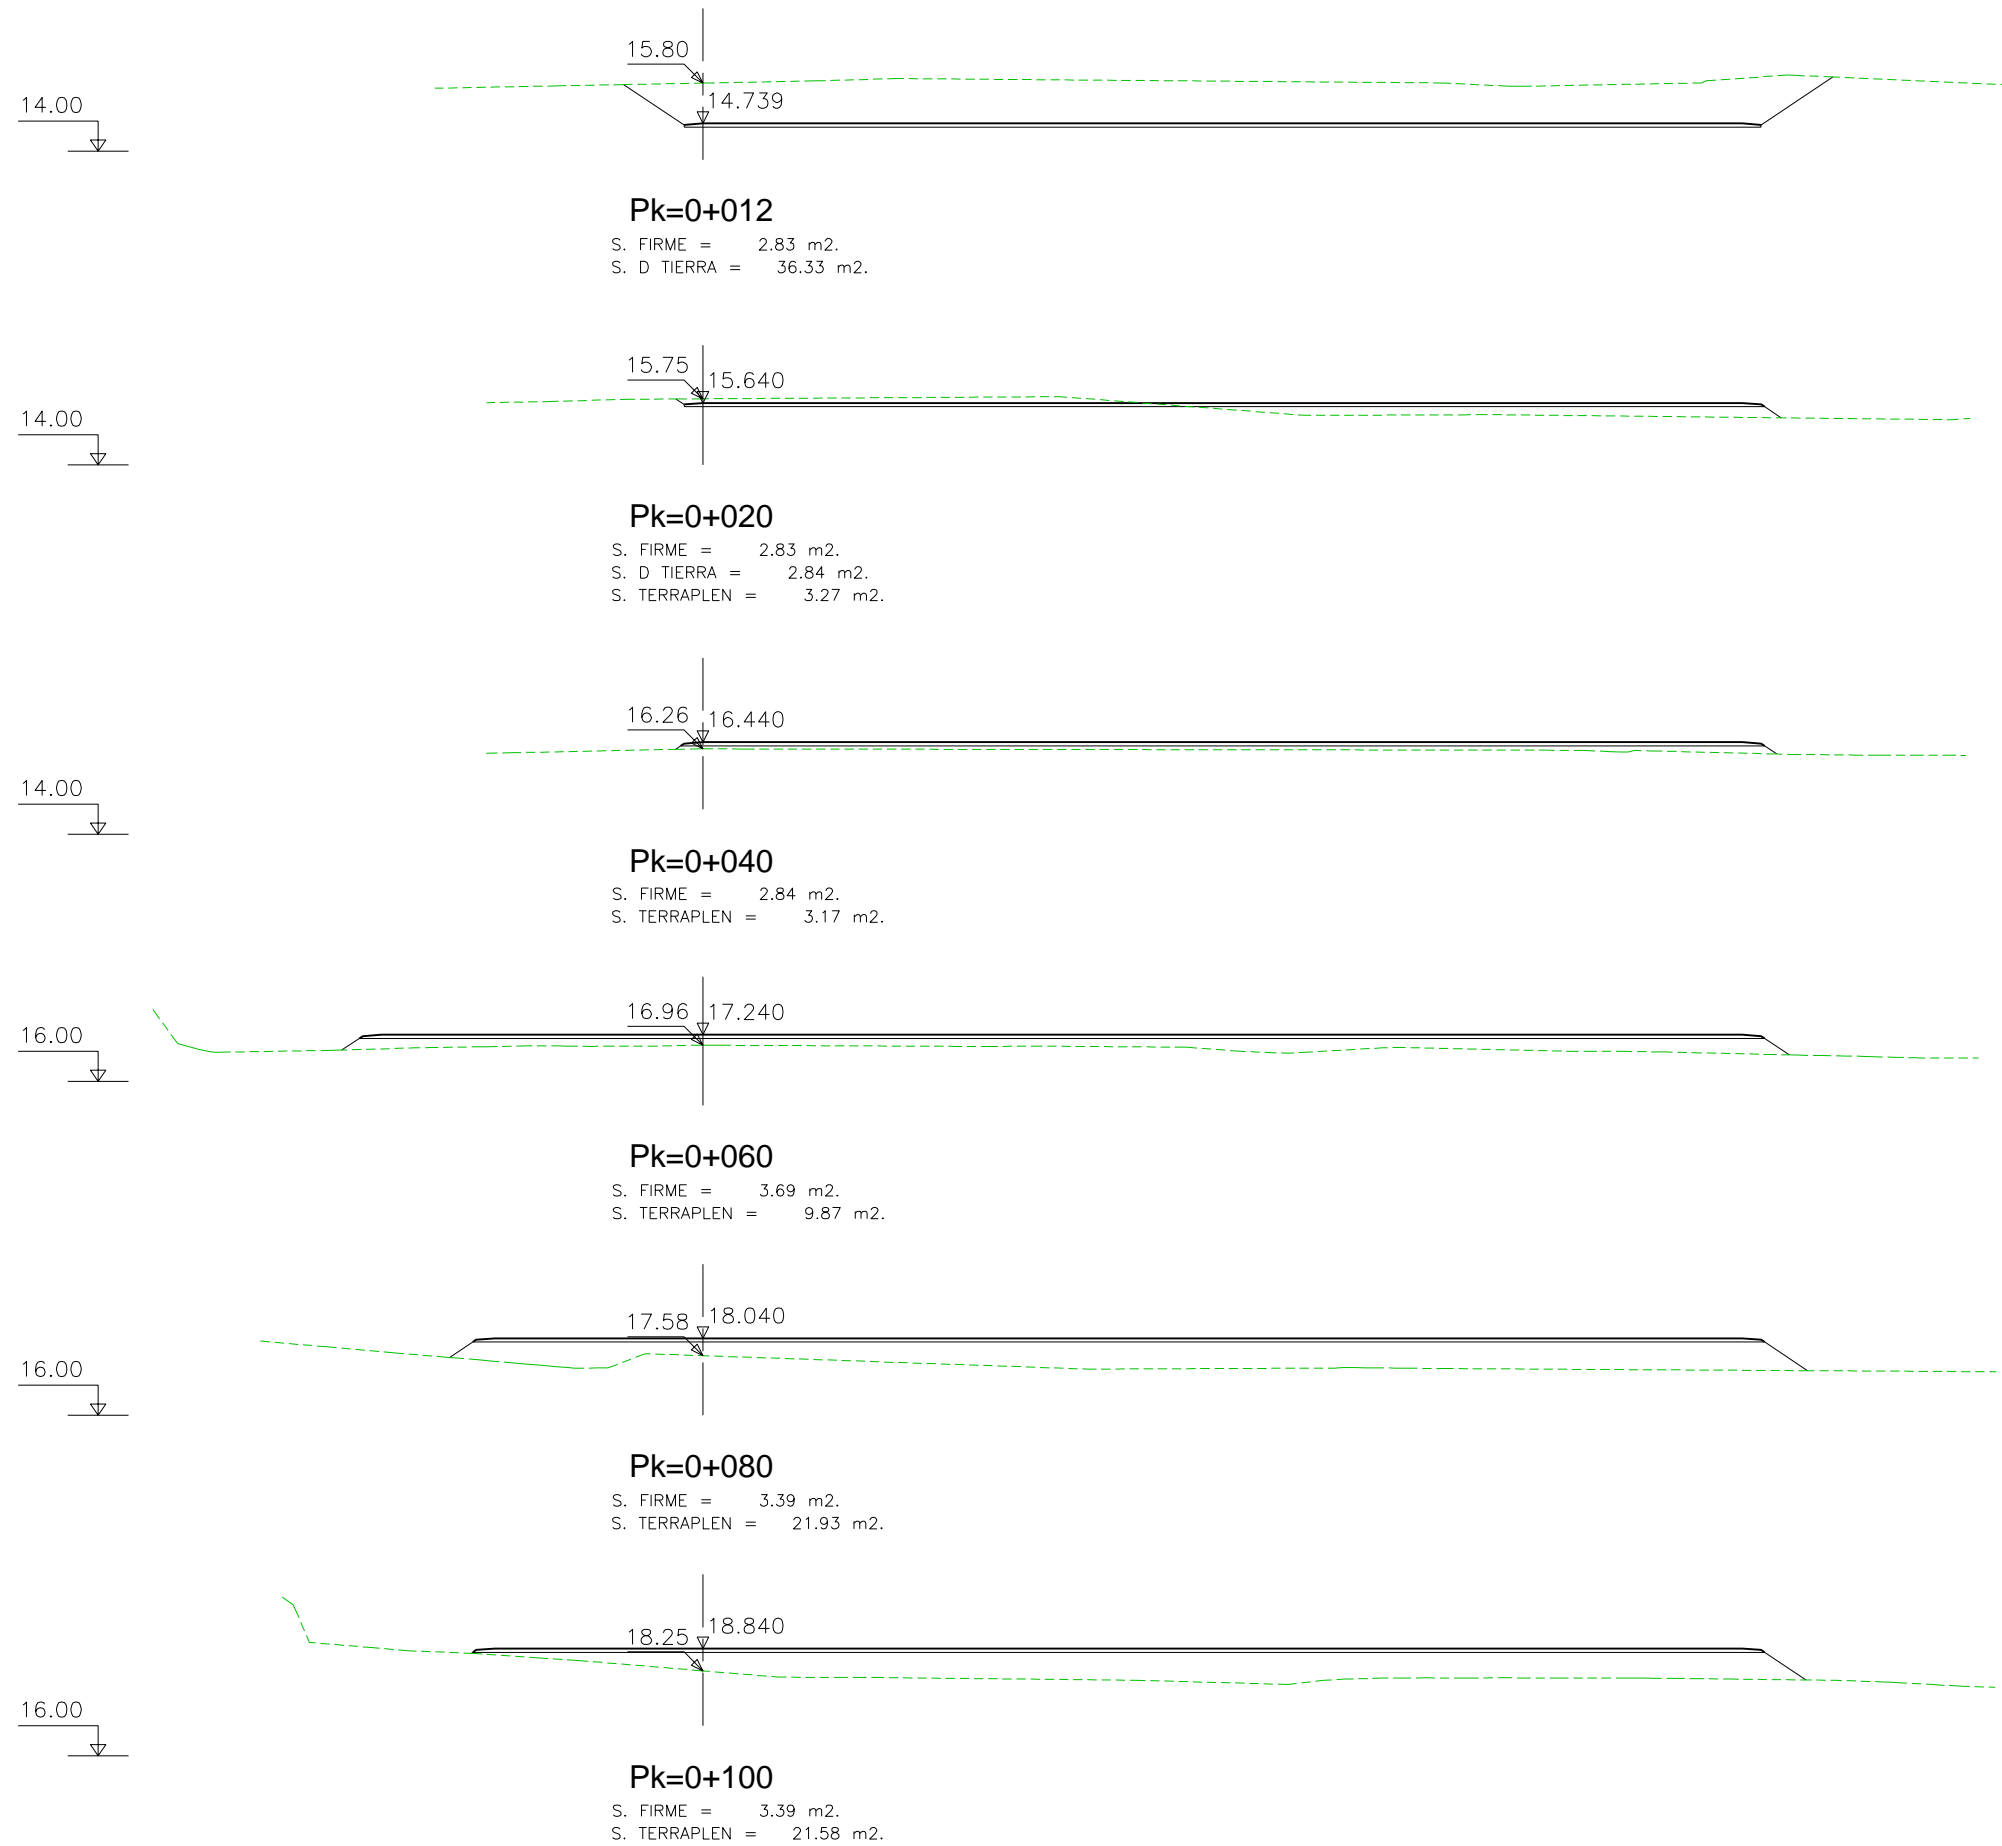 15.80
14.00
14.739
Pk=0+012
S. FIRME = 2.83 m2.
S. D TIERRA = 36.33 m2.
15.75
15.640
14.00
Pk=0+020
S. FIRME = 2.83 m2.
S. D TIERRA = 2.84 m2.
S. TERRAPLEN = 3.27 m2.
16.26
16.440
14.00
Pk=0+040
S. FIRME = 2.84 m2.
S. TERRAPLEN = 3.17 m2.
16.96
17.240
16.00
Pk=0+060
S. FIRME = 3.69 m2.
S. TERRAPLEN = 9.87 m2.
17.58
18.040
16.00
Pk=0+080
S. FIRME = 3.39 m2.
S. TERRAPLEN = 21.93 m2.
18.25
18.840
16.00
Pk=0+100
S. FIRME = 3.39 m2.
S. TERRAPLEN = 21.58 m2.